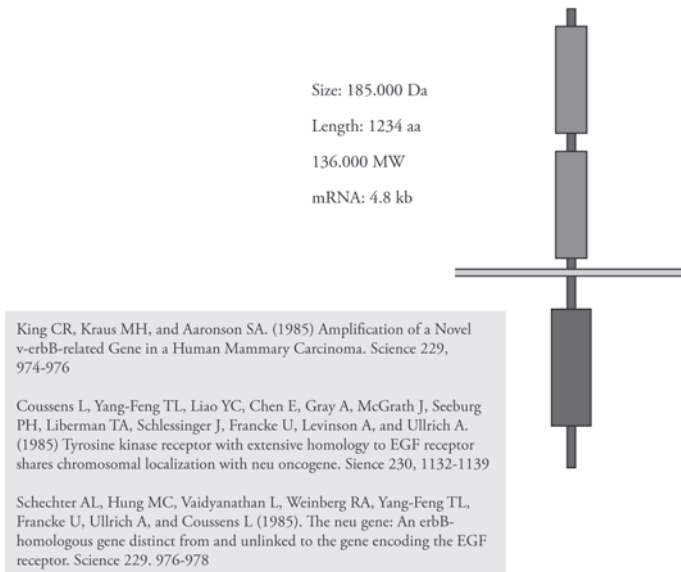 Size: 185.000 Da
Length: 1234 aa
136.000 MW
mRNA: 4.8 kb
King CR, Kraus MH, and Aaronson SA. (1985) Amplification of a Novel
v-erbB-related Gene in a Human Mammary Carcinoma. Science 229,
974-976
Coussens L, Yang-Feng TL, Liao YC, Chen E, Gray A, McGrath J, Seeburg
PH, Liberman TA, Schlessinger J, Francke U, Levinson A, and Ullrich A.
(1985) Tyrosine kinase receptor with extensive homology to EGF receptor
shares chromosomal localization with neu oncogene. Sience 230, 1132-1139
Schechter AL, Hung MC, Vaidyanathan L, Weinberg RA, Yang-Feng TL,
Francke U, Ullrich A, and Coussens L (1985). The neu gene: An erbB-
homologous gene distinct from and unlinked to the gene encoding the EGF
receptor. Science 229. 976-978